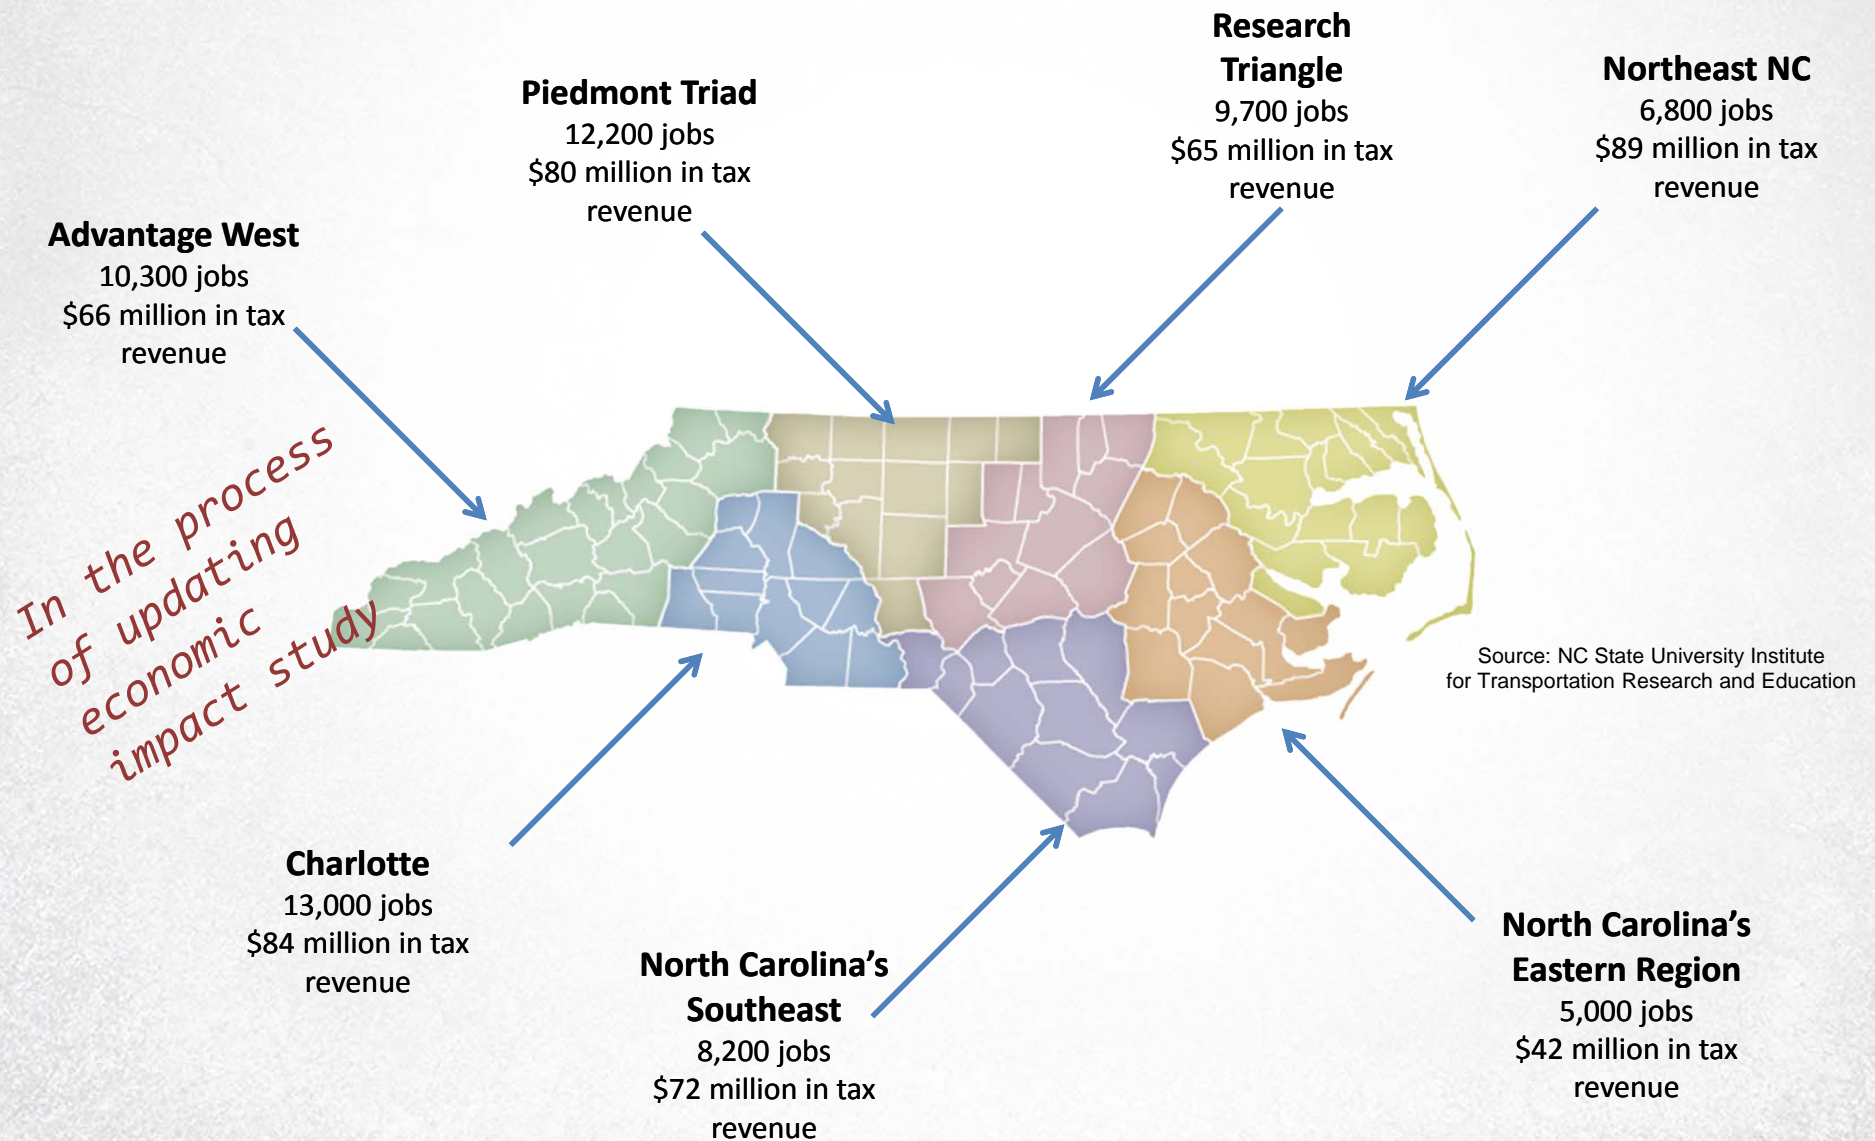 Research
Triangle
9,700 jobs
$65 million in tax
revenue
Northeast NC
6,800 jobs
$89 million in tax
revenue
Piedmont Triad
12,200 jobs
$80 million in tax
revenue
Advantage West
10,300 jobs
$66 million in tax
revenue
In the process
of updating
economic
impact study
Source: NC State University Institute
for Transportation Research and Education
Charlotte
13,000 jobs
$84 million in tax
revenue
North Carolina’s
Southeast
8,200 jobs
$72 million in tax
revenue
North Carolina’s
Eastern Region
5,000 jobs
$42 million in tax
revenue